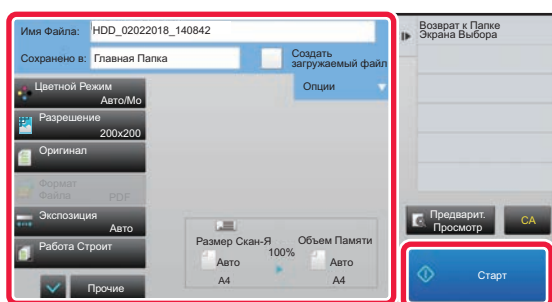 Имя Файла:
HDD_02022018_140842
Сохранено в:
Главная Папка
Создать
загружаемый файл
Опции
Цветной Режим
Авто/Мо
Разрешение
200x200
Оригинал
Формат
Файла
PDF
Экспозиция
Авто
Работа Строит
Прочие
Размер Скан-Я
100%
Объем Памяти
Авто
Авто
A4
A4
Возврат к Папке
Экрана Выбора
Предварит.
Просмотр
CA
Старт